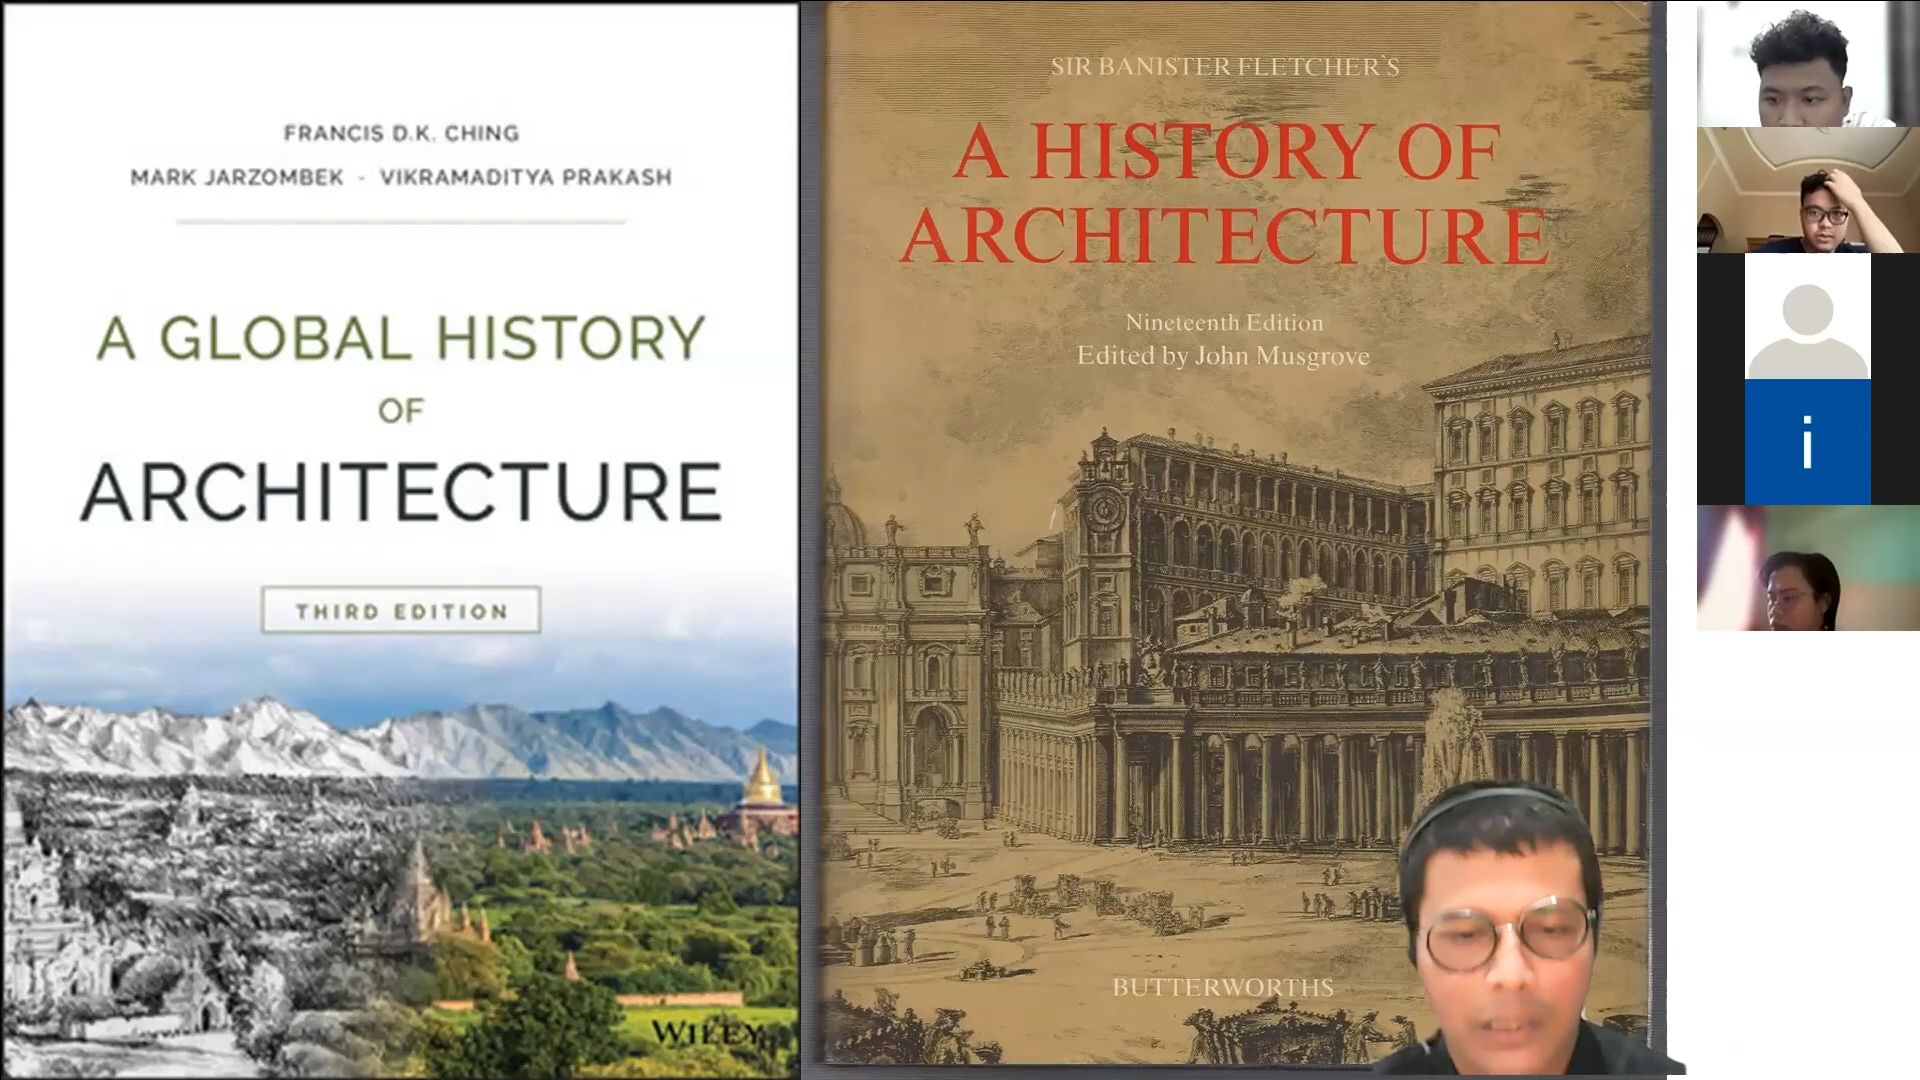 FRANCIS D.K. CHING
MARK JARZOMBEK - VIKRAMADITYA PRAKASH
A GLOBAL HISTORY
OF
ARCHITECTURE
THIRD EDITION
WILEY
SIR BANISTER FLETCHER'S
A HISTORY OF
ARCHITECTURE
Nineteenth Edition
Edited by John Musgrove
BUTTERWORTHS
i